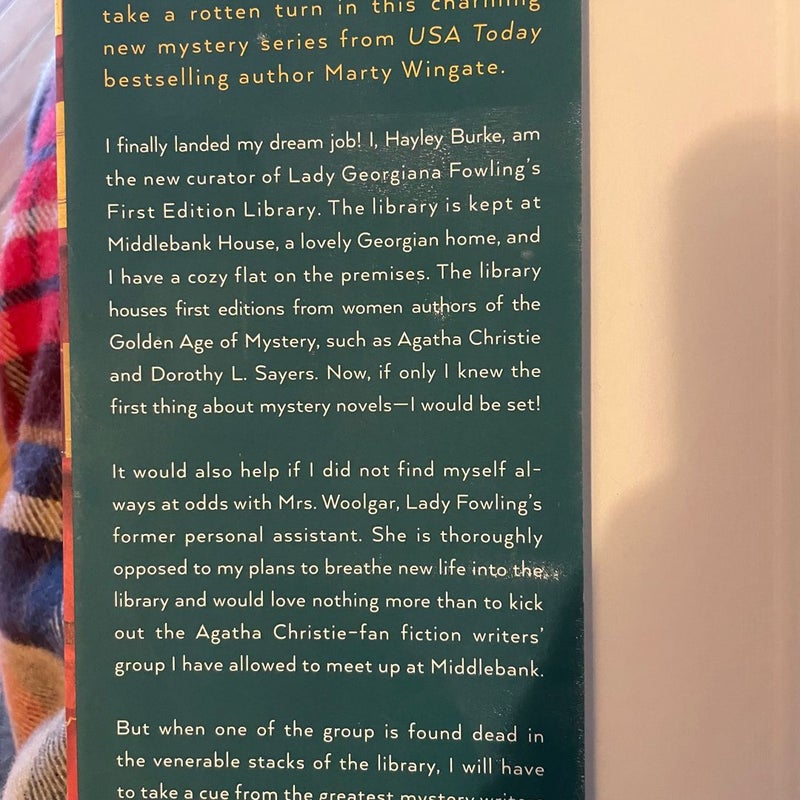 take a rotten turn in this charming
new mystery series from USA Today
bestselling author Marty Wingate.
I finally landed my dream job! I, Hayley Burke, am
the new curator of Lady Georgiana Fowling's
First Edition Library. The library is kept at
Middlebank House, a lovely Georgian home, and
I have a cozy flat on the premises. The library
houses first editions from women authors of the
Golden Age of Mystery, such as Agatha Christie
and Dorothy L. Sayers. Now, if only I knew the
first thing about mystery novels—I would be set!
It would also help if I did not find myself al-
ways at odds with Mrs. Woolgar, Lady Fowling's
former personal assistant. She is thoroughly
opposed to my plans to breathe new life into the
library and would love nothing more than to kick
out the Agatha Christie–fan fiction writers'
group I have allowed to meet up at Middlebank.
But when one of the group is found dead in
the venerable stacks of the library, I will have
to take a cue from the greatest mystery